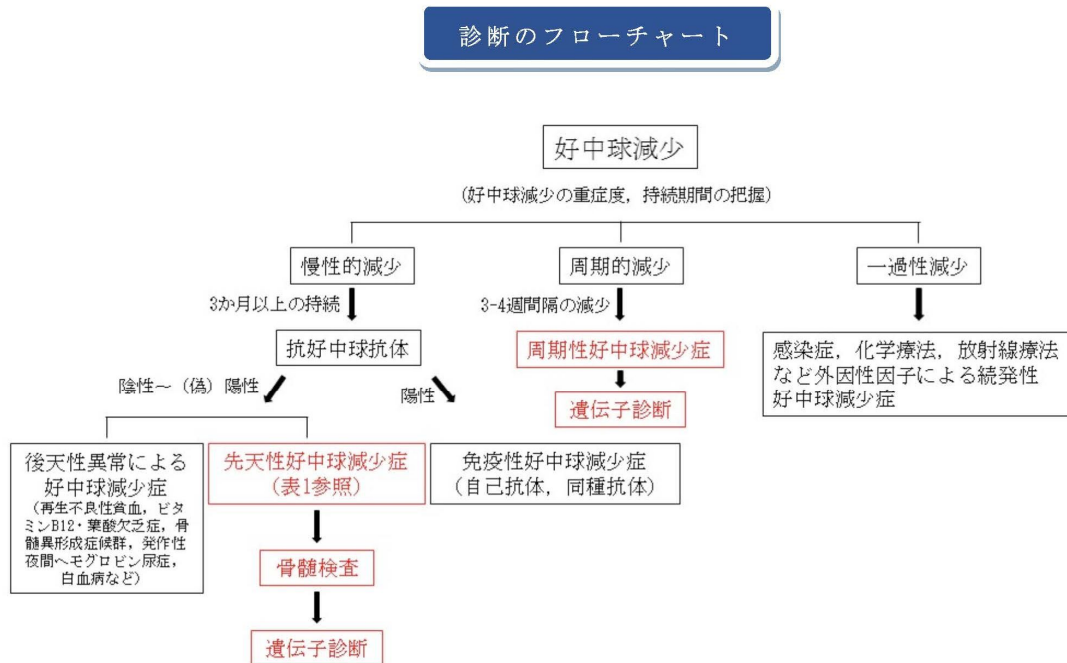 診断のフローチャート
好中球減少
(好中球減少の重症度, 持続期間の把握)
慢性的減少
周期的減少
一過性減少
3か月以上の持続
3-4週間隔の減少
抗好中球抗体
周期性好中球減少症
感染症, 化学療法, 放射線療法
など外因性因子による続発性
好中球減少症
陰性~(偽)陽性
陽性
遺伝子診断
後天性異常による
好中球減少症
(再生不良性貧血, ビタ
ミンB12・葉酸欠乏症, 骨
髄異形成症候群, 発作性
夜間ヘモグロビン尿症,
白血病など)
先天性好中球減少症
(表1参照)
免疫性好中球減少症
(自己抗体, 同種抗体)
骨髄検査
遺伝子診断